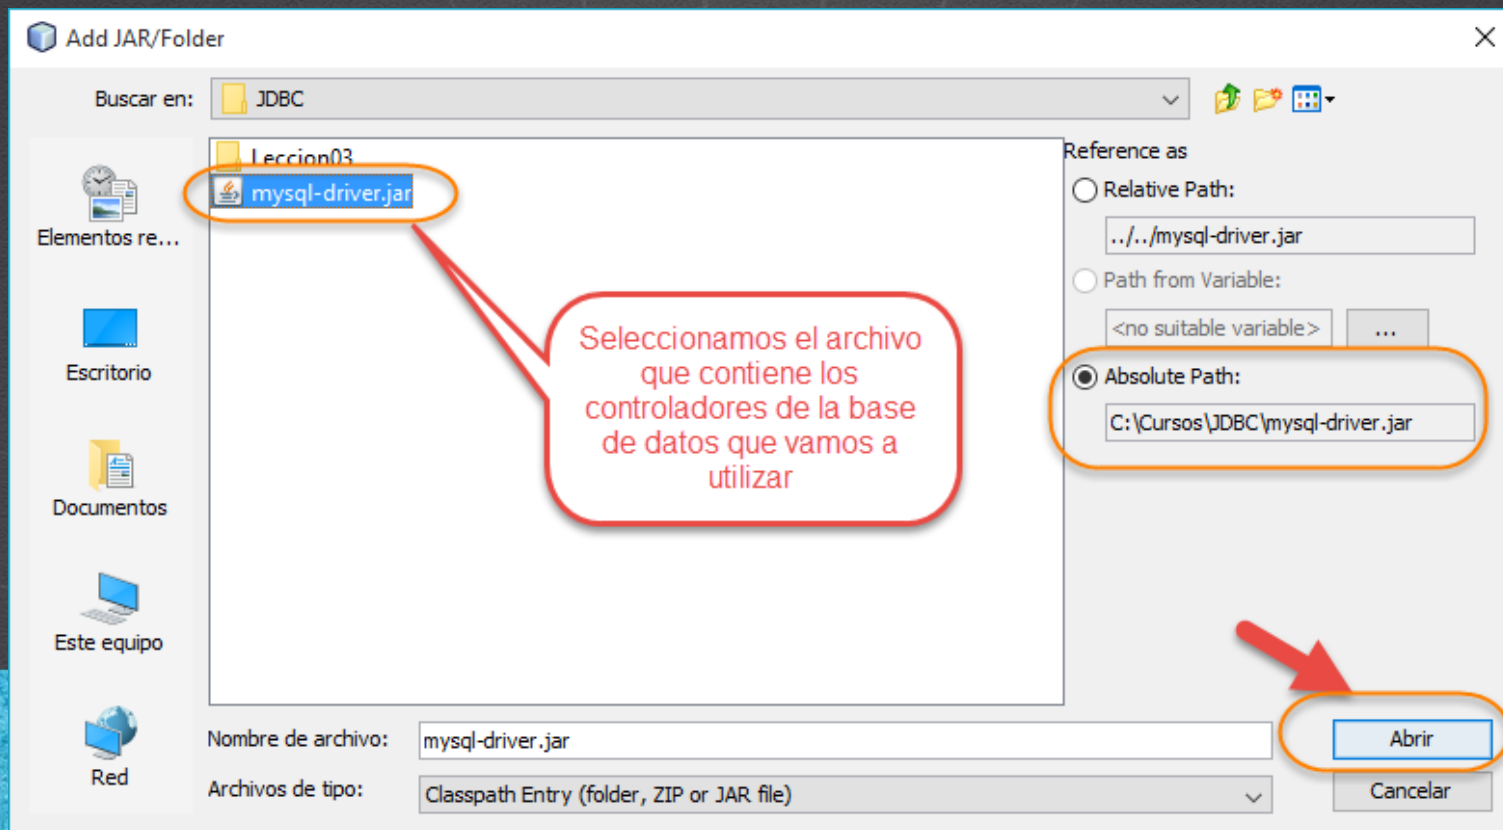 Add JAR/Folder
Buscar en:
JDBC
Leccion03
mysql-driver.jar
Elementos re...
Escritorio
Documentos
Este equipo
Red
Seleccionamos el archivo
que contiene los
controladores de la base
de datos que vamos a
utilizar
Reference as
Relative Path:
../../mysql-driver.jar
Path from Variable:
<no suitable variable>
...
Absolute Path:
C:\Cursos\JDBC\mysql-driver.jar
Nombre de archivo:
mysql-driver.jar
Abrir
Archivos de tipo:
Classpath Entry (folder, ZIP or JAR file)
Cancelar